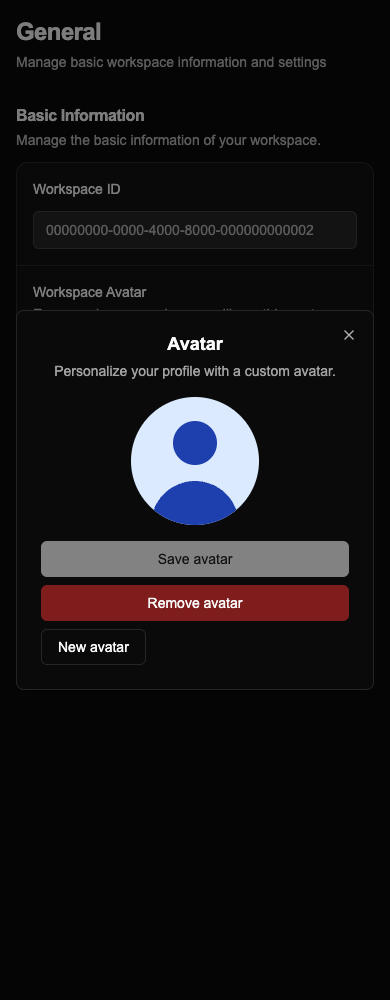 General
Manage basic workspace information and settings
Basic Information
Manage the basic information of your workspace.
Workspace ID
00000000-0000-4000-8000-000000000002
Workspace Avatar
Avatar
Personalize your profile with a custom avatar.
Save avatar
Remove avatar
New avatar